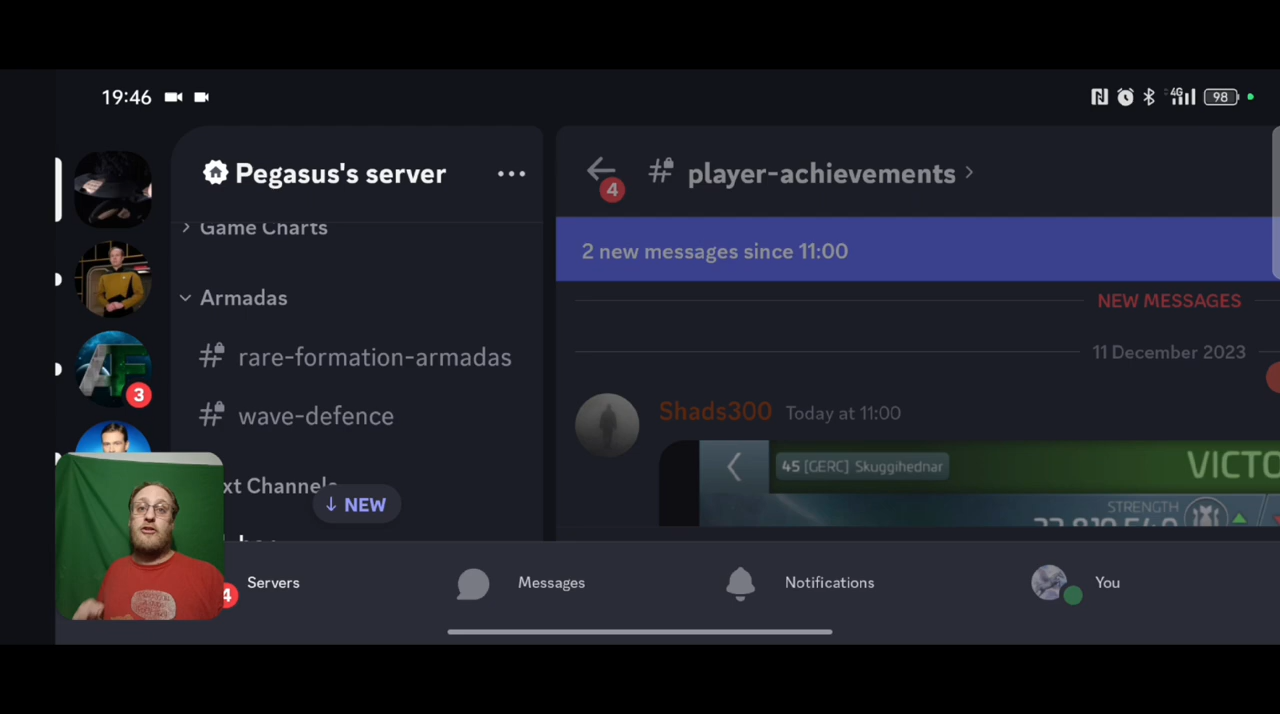 19:46
4G
98
Pegasus's server
Game Charts
Armadas
rare-formation-armadas
wave-defence
NEW
3
4
player-achievements
2 new messages since 11:00
NEW MESSAGES
11 December 2023
Shads300 Today at 11:00
45 [GERC] Skuggihednar
STRENGTH
4
Servers
Messages
Notifications
You